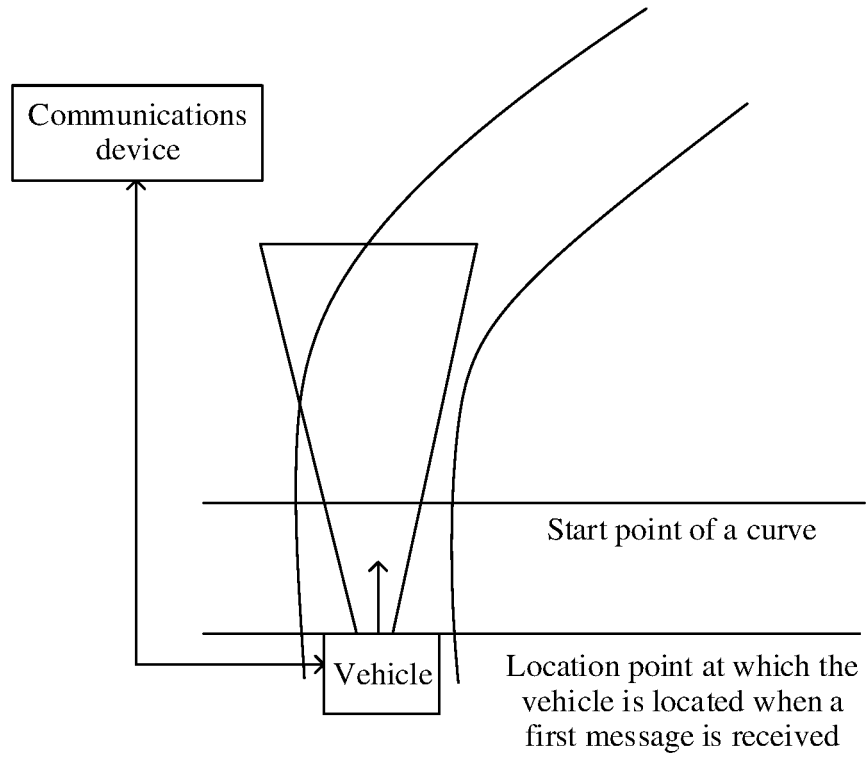 Communications
device
Start point of a curve
Vehicle
Location point at which the
vehicle is located when a
first message is received